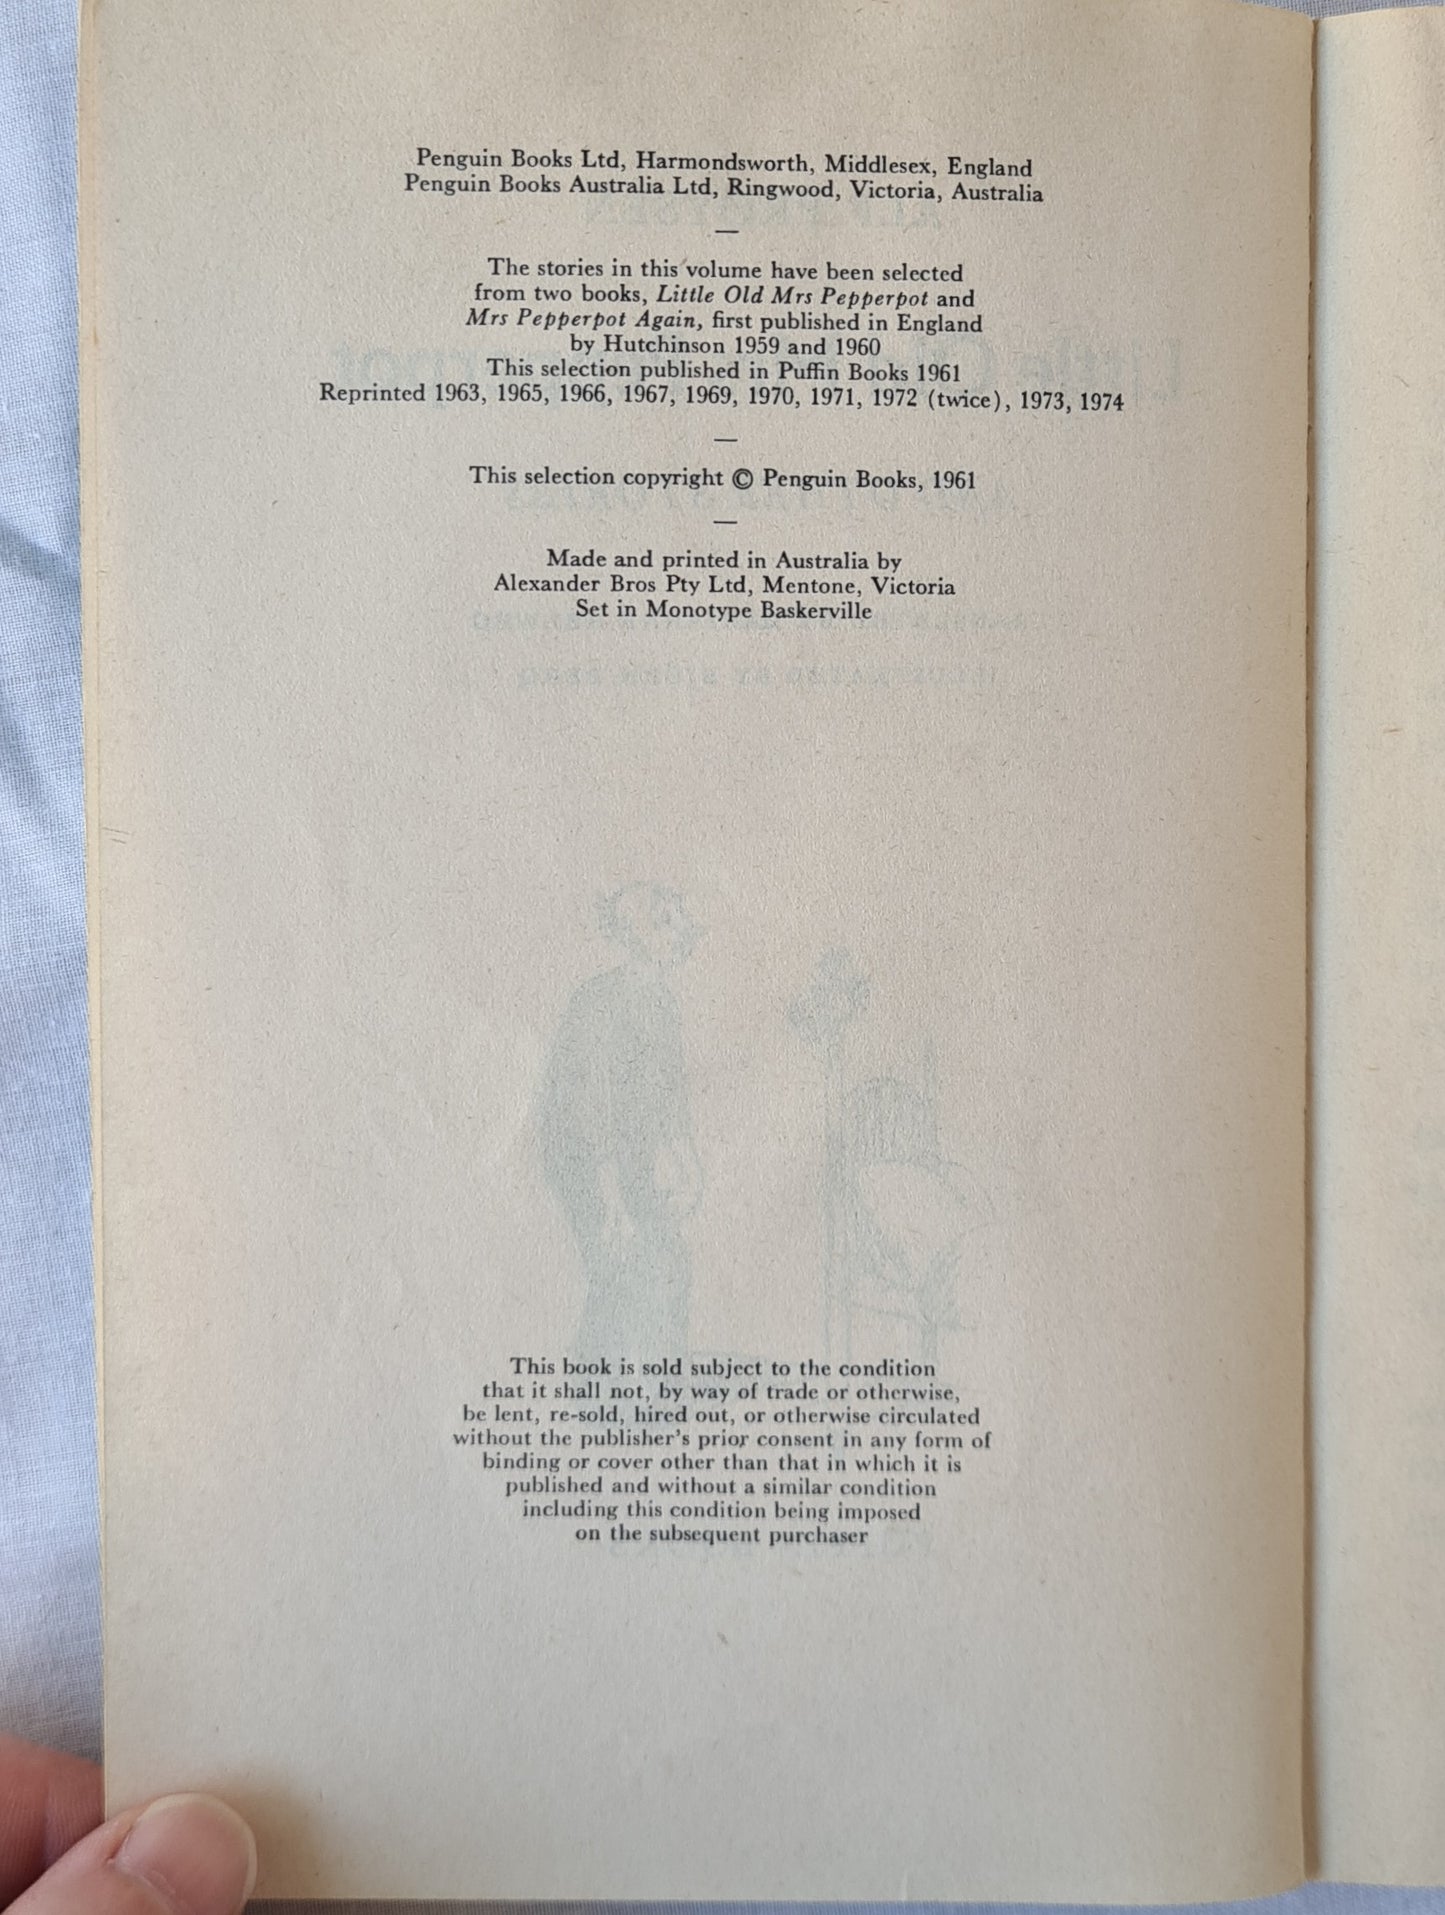 Penguin Books Ltd, Harmondsworth, Middlesex, England
Penguin Books Australia Ltd, Ringwood, Victoria, Australia
—
The stories in this volume have been selected
from two books, Little Old Mrs Pepperpot and
Mrs Pepperpot Again, first published in England
by Hutchinson 1959 and 1960
This selection published in Puffin Books 1961
Reprinted 1963, 1965, 1966, 1967, 1969, 1970, 1971, 1972 (twice), 1973, 1974
—
This selection copyright © Penguin Books, 1961
—
Made and printed in Australia by
Alexander Bros Pty Ltd, Mentone, Victoria
Set in Monotype Baskerville
This book is sold subject to the condition
that it shall not, by way of trade or otherwise,
be lent, re-sold, hired out, or otherwise circulated
without the publisher's prior consent in any form of
binding or cover other than that in which it is
published and without a similar condition
including this condition being imposed
on the subsequent purchaser